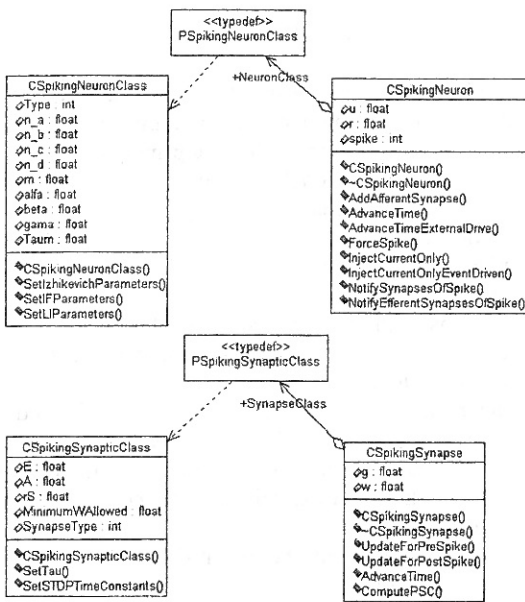 <<typedef>>
PSpikingNeuronClass
+NeuronClass
CSpikingNeuronClass
Type : int
n_a : float
n_b : float
n_c : float
n_d : float
m : float
alfa : float
beta : float
gama : float
Taum : float
CSpikingNeuronClass()
SetIzhikevichParameters()
SetIFParameters()
SetLIParameters()
CSpikingNeuron
u : float
r : float
spike : int
CSpikingNeuron()
~CSpikingNeuron()
AddAfferentSynapse()
AdvanceTime()
AdvanceTimeExternalDrive()
ForceSpike()
InjectCurrentOnly()
InjectCurrentOnlyEventDriven()
NotifySynapsesOfSpike()
NotifyEfferentSynapsesOfSpike()
<<typedef>>
PSpikingSynapticClass
+SynapseClass
CSpikingSynapticClass
E : float
A : float
rS : float
MinimumWAllowed : float
SynapseType : int
CSpikingSynapticClass()
SetTau()
SetSTDPTimeConstants()
CSpikingSynapse
g : float
w : float
CSpikingSynapse()
~CSpikingSynapse()
UpdateForPreSpike()
UpdateForPostSpike()
AdvanceTime()
ComputePSC()